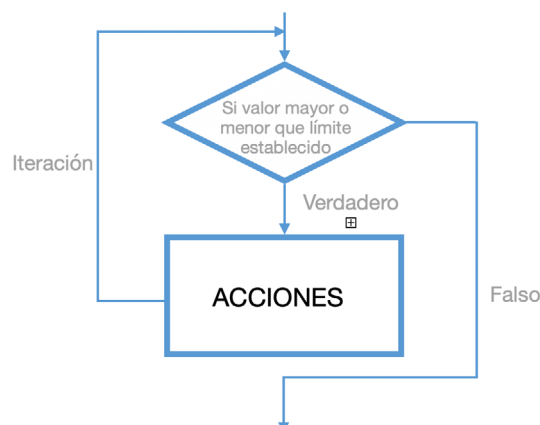 Si valor mayor o
menor que límite
establecido
Iteración
Verdadero
ACCIONES
Falso